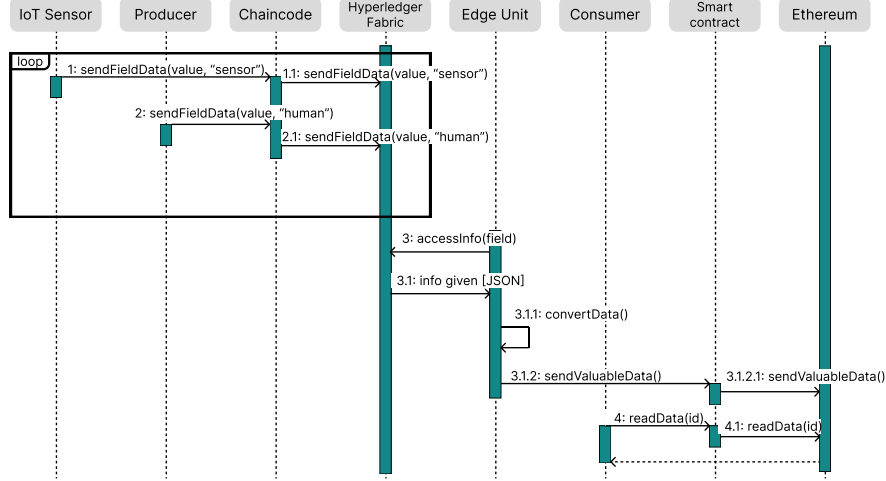 IoT Sensor
Producer
Chaincode
Hyperledger
Fabric
Edge Unit
Consumer
Smart
contract
Ethereum
loop
1: sendFieldData(value, “sensor”)
1.1: sendFieldData(value, “sensor”)
2: sendFieldData(value, “human”)
2.1: sendFieldData(value, “human”)
3: accessInfo(field)
3.1: info given [JSON]
3.1.1: convertData()
3.1.2: sendValuableData()
3.1.2.1: sendValuableData()
4: readData(id)
4.1: readData(id)